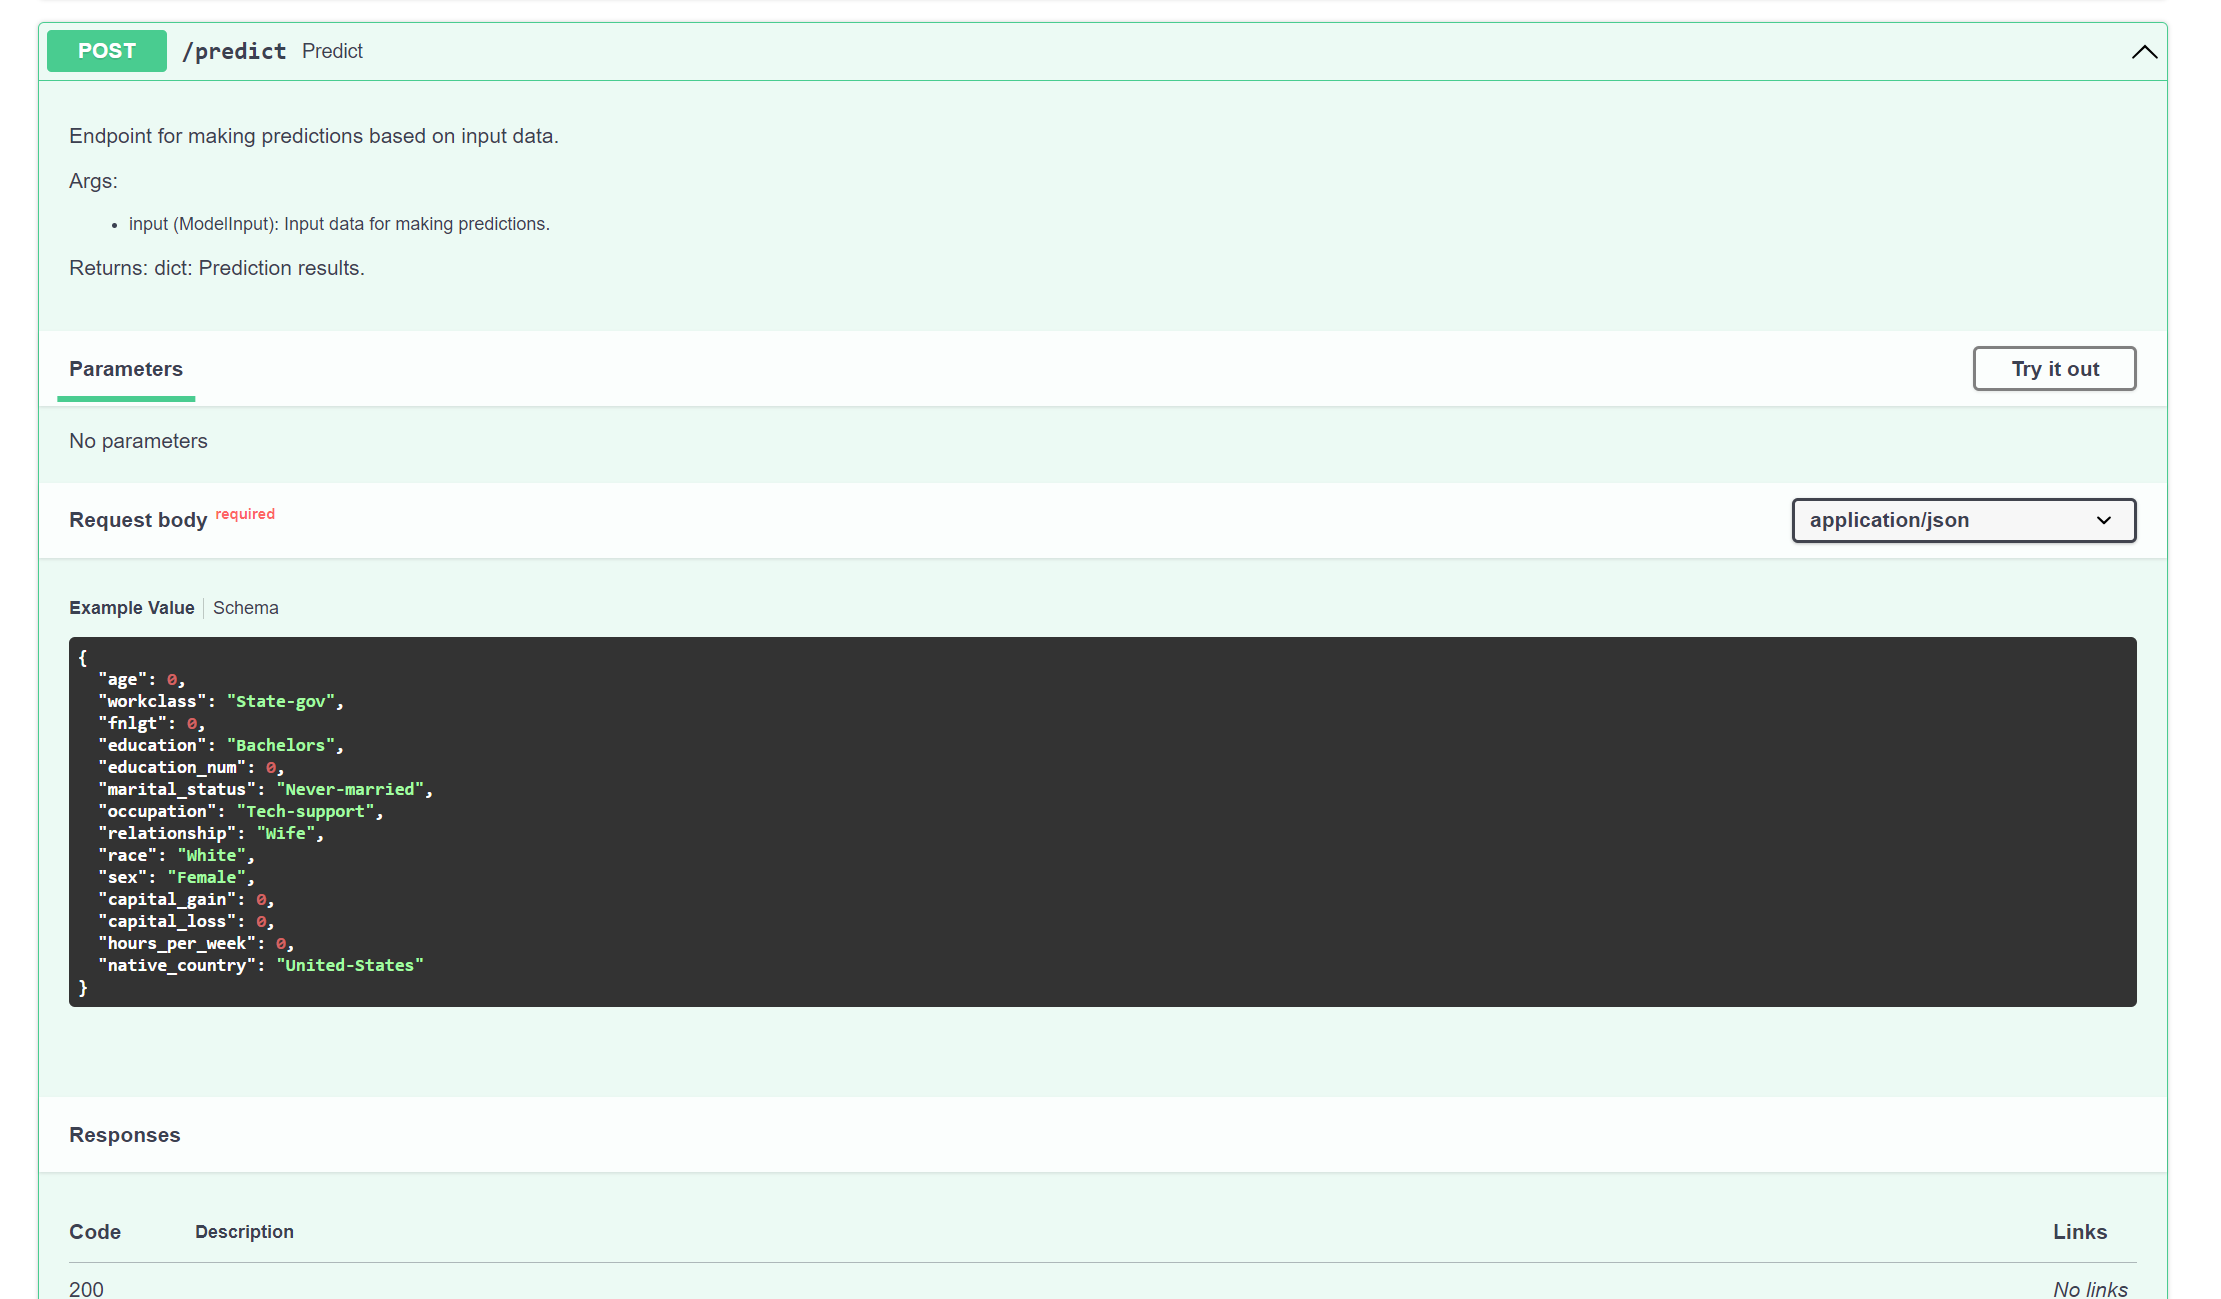 POST /predict Predict
Endpoint for making predictions based on input data.
Args:
• input (ModelInput): Input data for making predictions.
Returns: dict: Prediction results.
Parameters
Try it out
No parameters
Request body required
application/json
Example Value | Schema
{
  "age": 0,
  "workclass": "State-gov",
  "fnlgt": 0,
  "education": "Bachelors",
  "education_num": 0,
  "marital_status": "Never-married",
  "occupation": "Tech-support",
  "relationship": "Wife",
  "race": "White",
  "sex": "Female",
  "capital_gain": 0,
  "capital_loss": 0,
  "hours_per_week": 0,
  "native_country": "United-States"
}
Responses
Code Description Links
200 No links